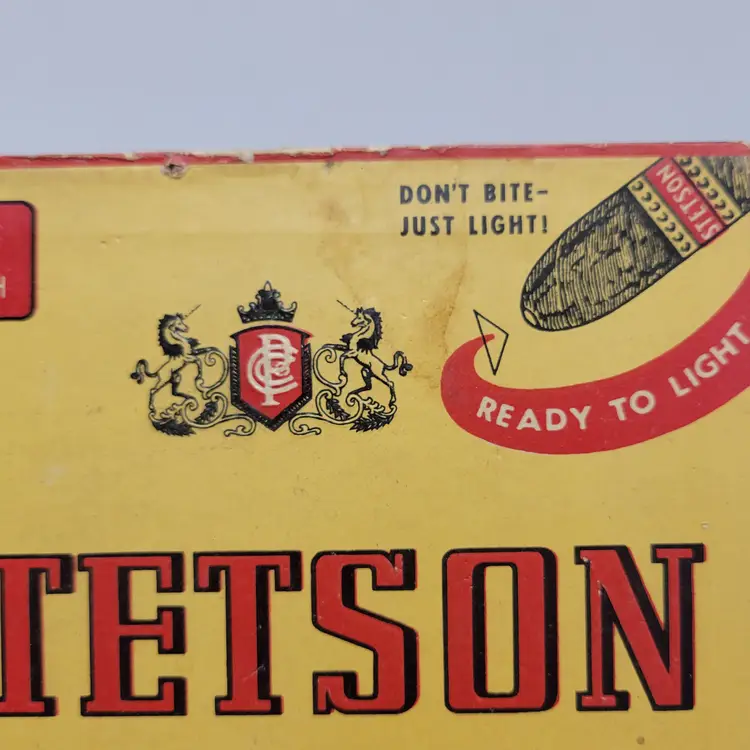 DON'T BITE-
JUST LIGHT!
STETSON
H
READY TO LIGHT
TETSON